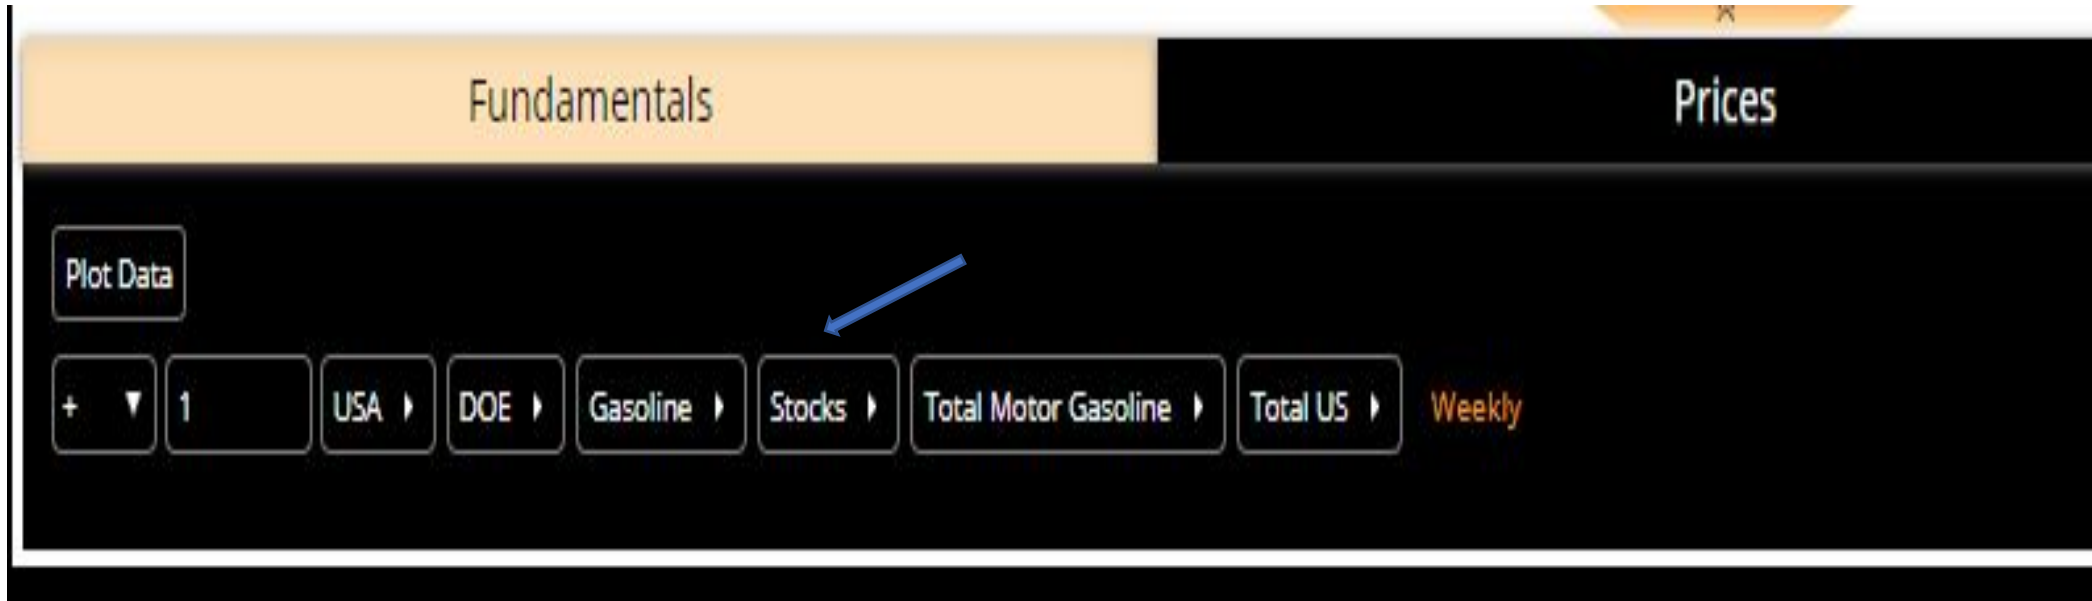 Fundamentals Prices
Plot Data
+ 1 USA DOE Gasoline Stocks Total Motor Gasoline Total US Weekly